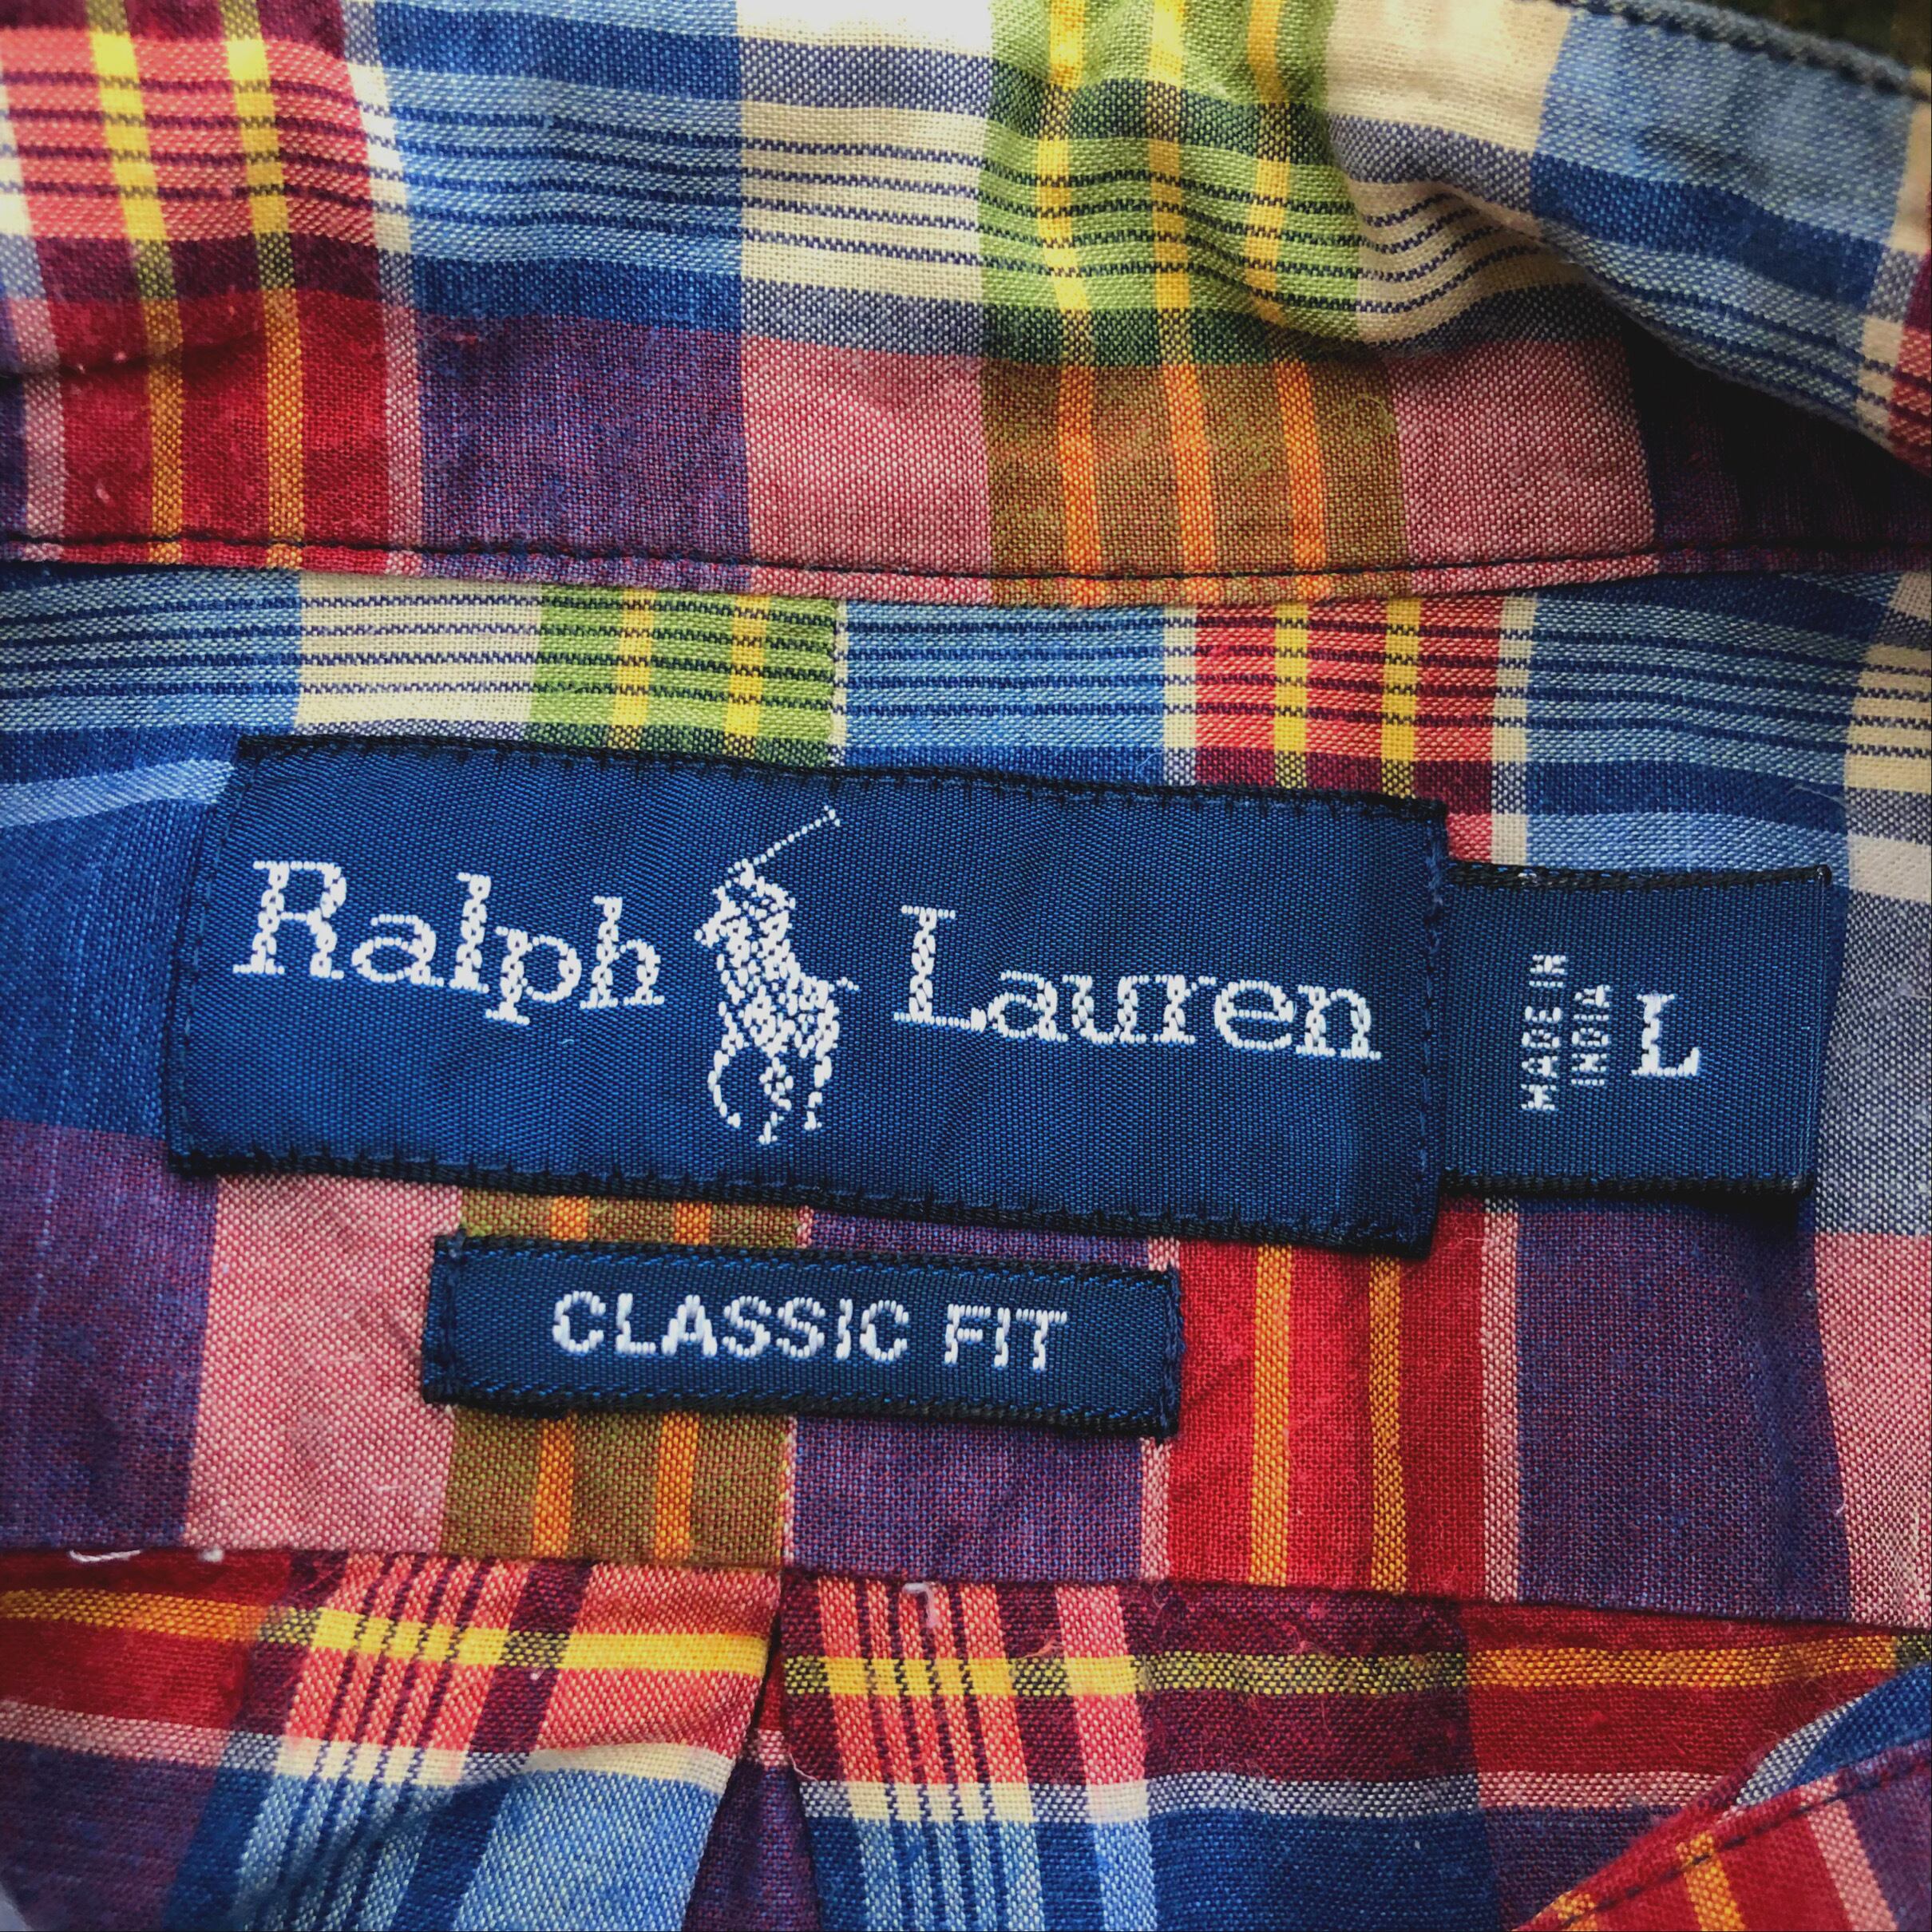 Ralph Lauren
MADE IN
INDIA
L
CLASSIC FIT